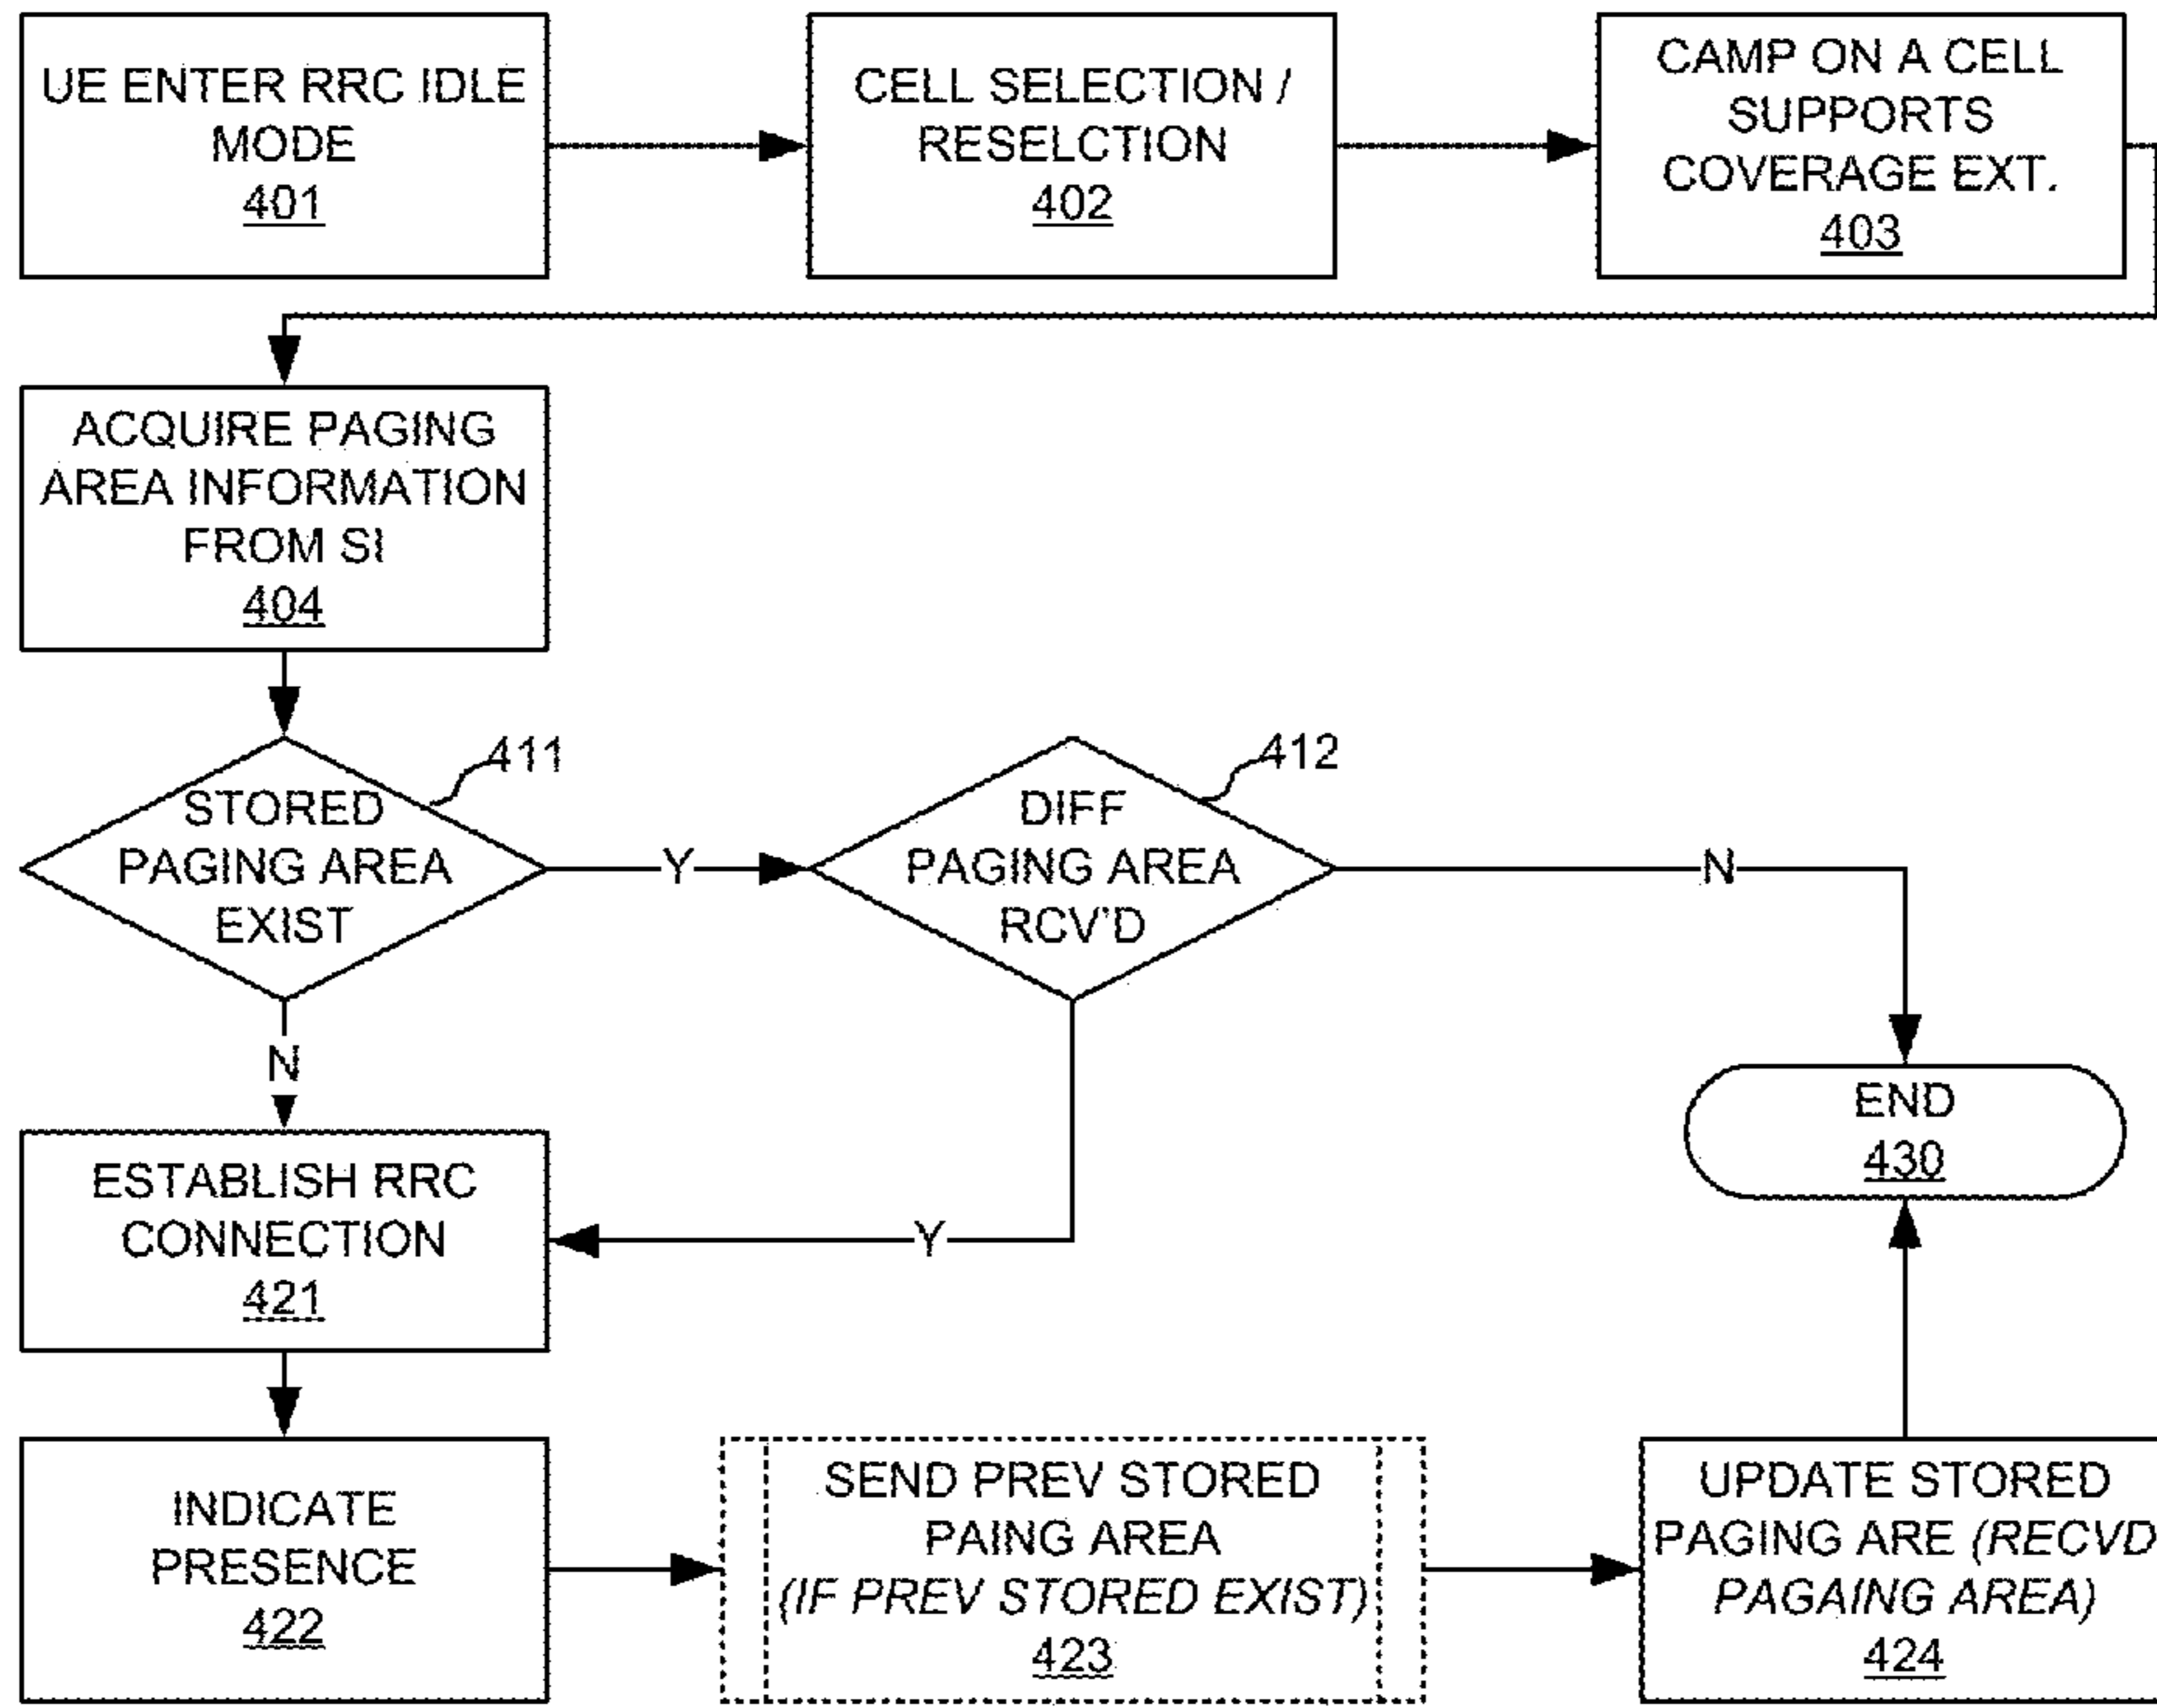 UE ENTER RRC IDLE
MODE
401
CELL SELECTION /
RESELCTION
402
CAMP ON A CELL
SUPPORTS
COVERAGE EXT.
403
ACQUIRE PAGING
AREA INFORMATION
FROM SI
404
411
STORED
PAGING AREA
EXIST
Y
412
DIFF
PAGING AREA
RCV'D
N
N
END
430
ESTABLISH RRC
CONNECTION
421
Y
INDICATE
PRESENCE
422
SEND PREV STORED
PAING AREA
(IF PREV STORED EXIST)
423
UPDATE STORED
PAGING ARE (RECVD
PAGAING AREA)
424